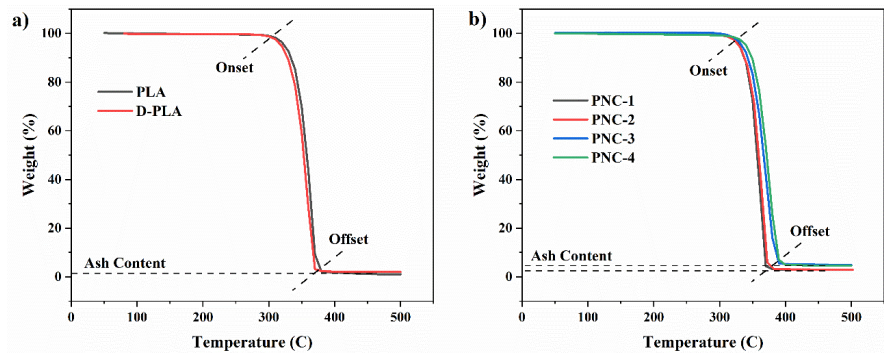 a)
Onset
PLA
D-PLA
Offset
Ash Content
Weight (%)
100
80
60
40
20
0
0
100
200
300
400
500
Temperature (C)
b)
Onset
PNC-1
PNC-2
PNC-3
PNC-4
Offset
Ash Content
Weight (%)
100
80
60
40
20
0
0
100
200
300
400
500
Temperature (C)